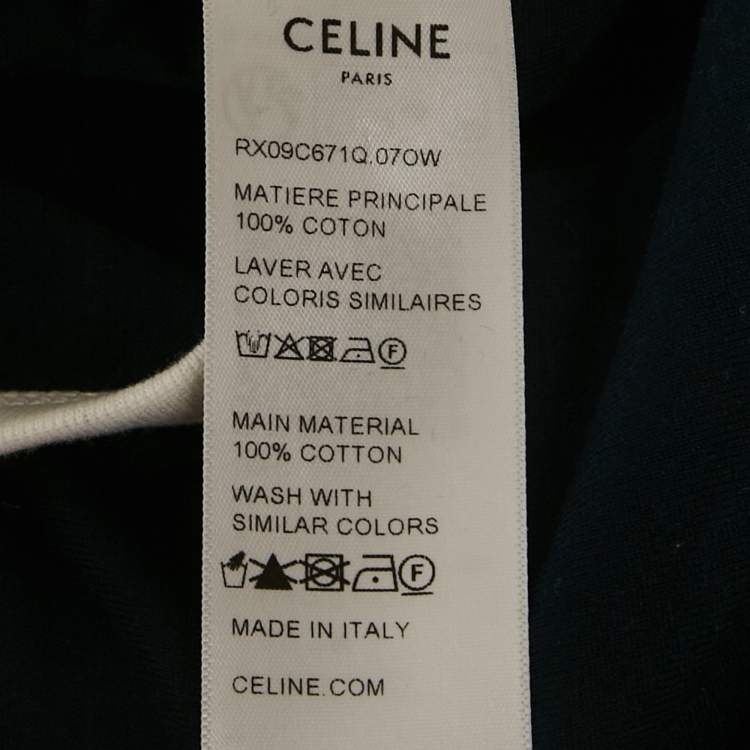 CELINE
PARIS
RX09C671Q.07OW
MATIERE PRINCIPALE
100% COTON
LAVER AVEC
COLORIS SIMILAIRES
F
MAIN MATERIAL
100% COTTON
WASH WITH
SIMILAR COLORS
F
MADE IN ITALY
CELINE.COM